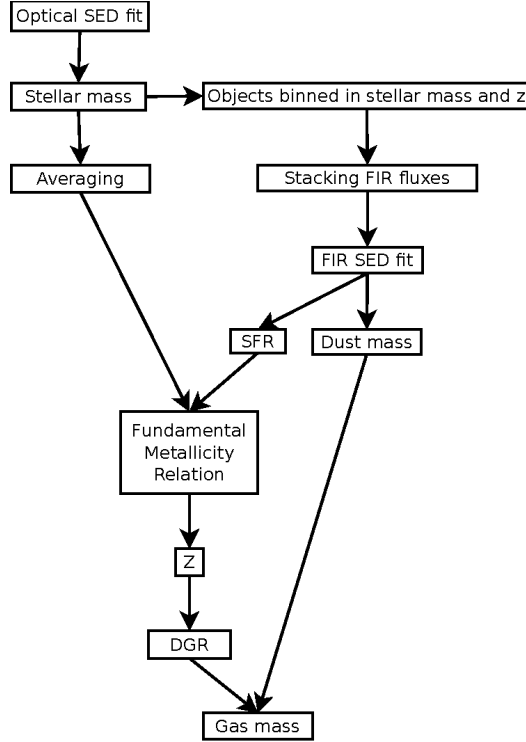 Optical SED fit
Stellar mass
Objects binned in stellar mass and z
Averaging
Stacking FIR fluxes
FIR SED fit
SFR
Dust mass
Fundamental
Metallicity
Relation
Z
DGR
Gas mass